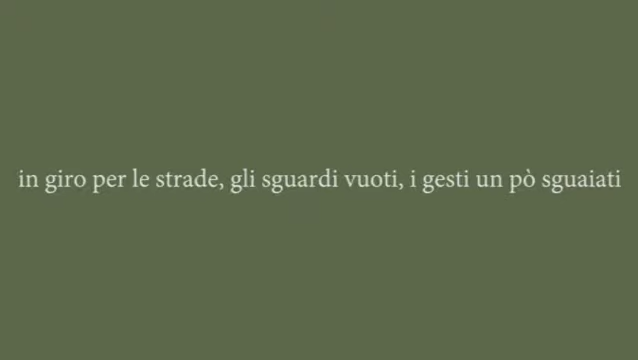 in giro per le strade, gli sguardi vuoti, i gesti un pò sguaiati